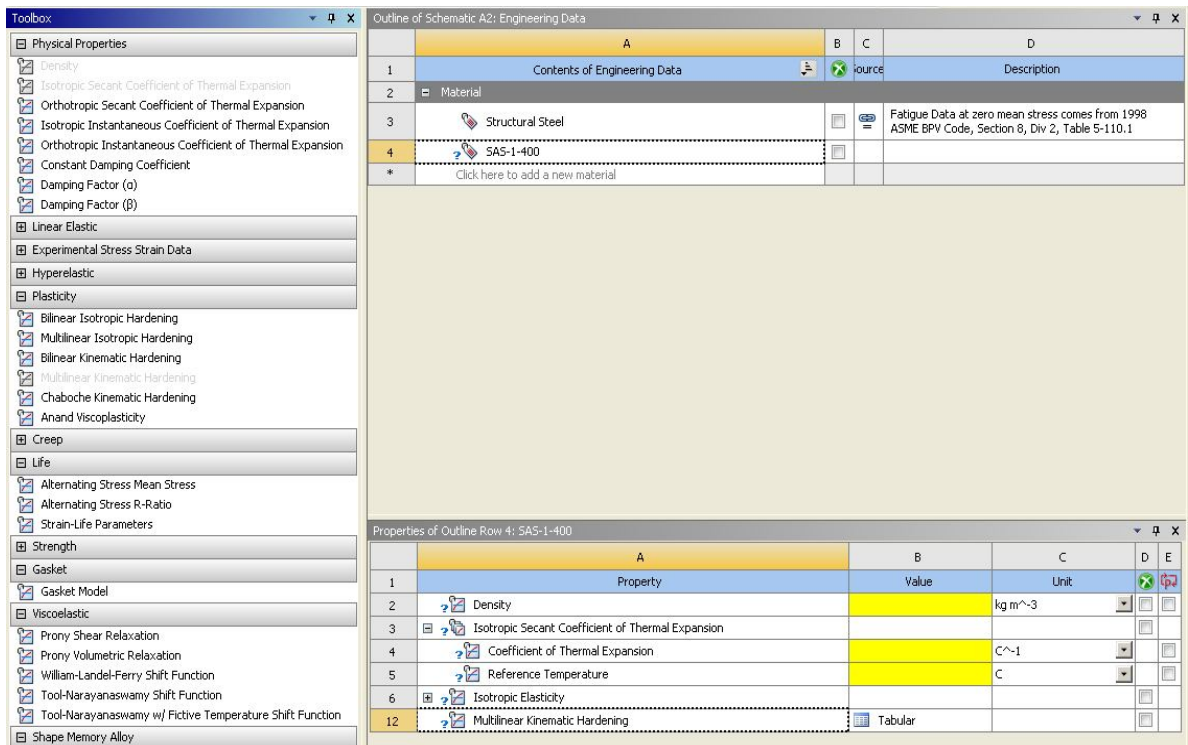 Toolbox
Physical Properties
Density
Isotropic Secant Coefficient of Thermal Expansion
Orthotropic Secant Coefficient of Thermal Expansion
Isotropic Instantaneous Coefficient of Thermal Expansion
Orthotropic Instantaneous Coefficient of Thermal Expansion
Constant Damping Coefficient
Damping Factor (α)
Damping Factor (β)
Linear Elastic
Experimental Stress Strain Data
Hyperelastic
Plasticity
Bilinear Isotropic Hardening
Multilinear Isotropic Hardening
Bilinear Kinematic Hardening
Multilinear Kinematic Hardening
Chaboche Kinematic Hardening
Anand Viscoplasticity
Creep
Life
Alternating Stress Mean Stress
Alternating Stress R-Ratio
Strain-Life Parameters
Strength
Gasket
Gasket Model
Viscoelastic
Prony Shear Relaxation
Prony Volumetric Relaxation
William-Landel-Ferry Shift Function
Tool-Narayanaswamy Shift Function
Tool-Narayanaswamy w/ Fictive Temperature Shift Function
Shape Memory Alloy
Outline of Schematic A2: Engineering Data
A B C D
1 Contents of Engineering Data ource Description
2 Material
3 Structural Steel Fatigue Data at zero mean stress comes from 1998
ASME BPV Code, Section 8, Div 2, Table 5-110.1
4 ? SAS-1-400
* Click here to add a new material
Properties of Outline Row 4: SAS-1-400
A B C D E
1 Property Value Unit
2 ? Density kg m^-3
3 ? Isotropic Secant Coefficient of Thermal Expansion
4 ? Coefficient of Thermal Expansion C^-1
5 ? Reference Temperature C
6 ? Isotropic Elasticity
12 ? Multilinear Kinematic Hardening Tabular